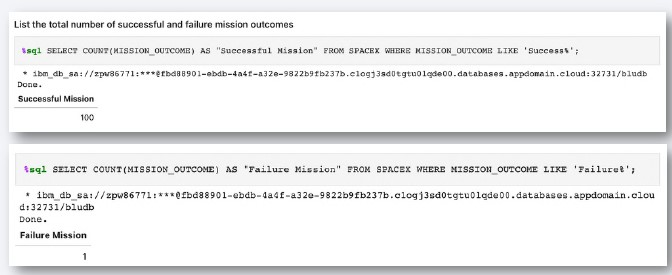 List the total number of successful and failure mission outcomes
%sql SELECT COUNT(MISSION_OUTCOME) AS "Successful Mission" FROM SPACEX WHERE MISSION_OUTCOME LIKE 'Success%';
* ibm_db_sa://zpw86771:***@fbd88901-ebdb-4a4f-a32e-9822b9fb237b.c1ogj3sd0tgtu0lqde00.databases.appdomain.cloud:32731/bludb
Done.
Successful Mission
100
%sql SELECT COUNT(MISSION_OUTCOME) AS "Failure Mission" FROM SPACEX WHERE MISSION_OUTCOME LIKE 'Failure%';
* ibm_db_sa://zpw86771:***@fbd88901-ebdb-4a4f-a32e-9822b9fb237b.c1ogj3sd0tgtu0lqde00.databases.appdomain.clou
d:32731/bludb
Done.
Failure Mission
1